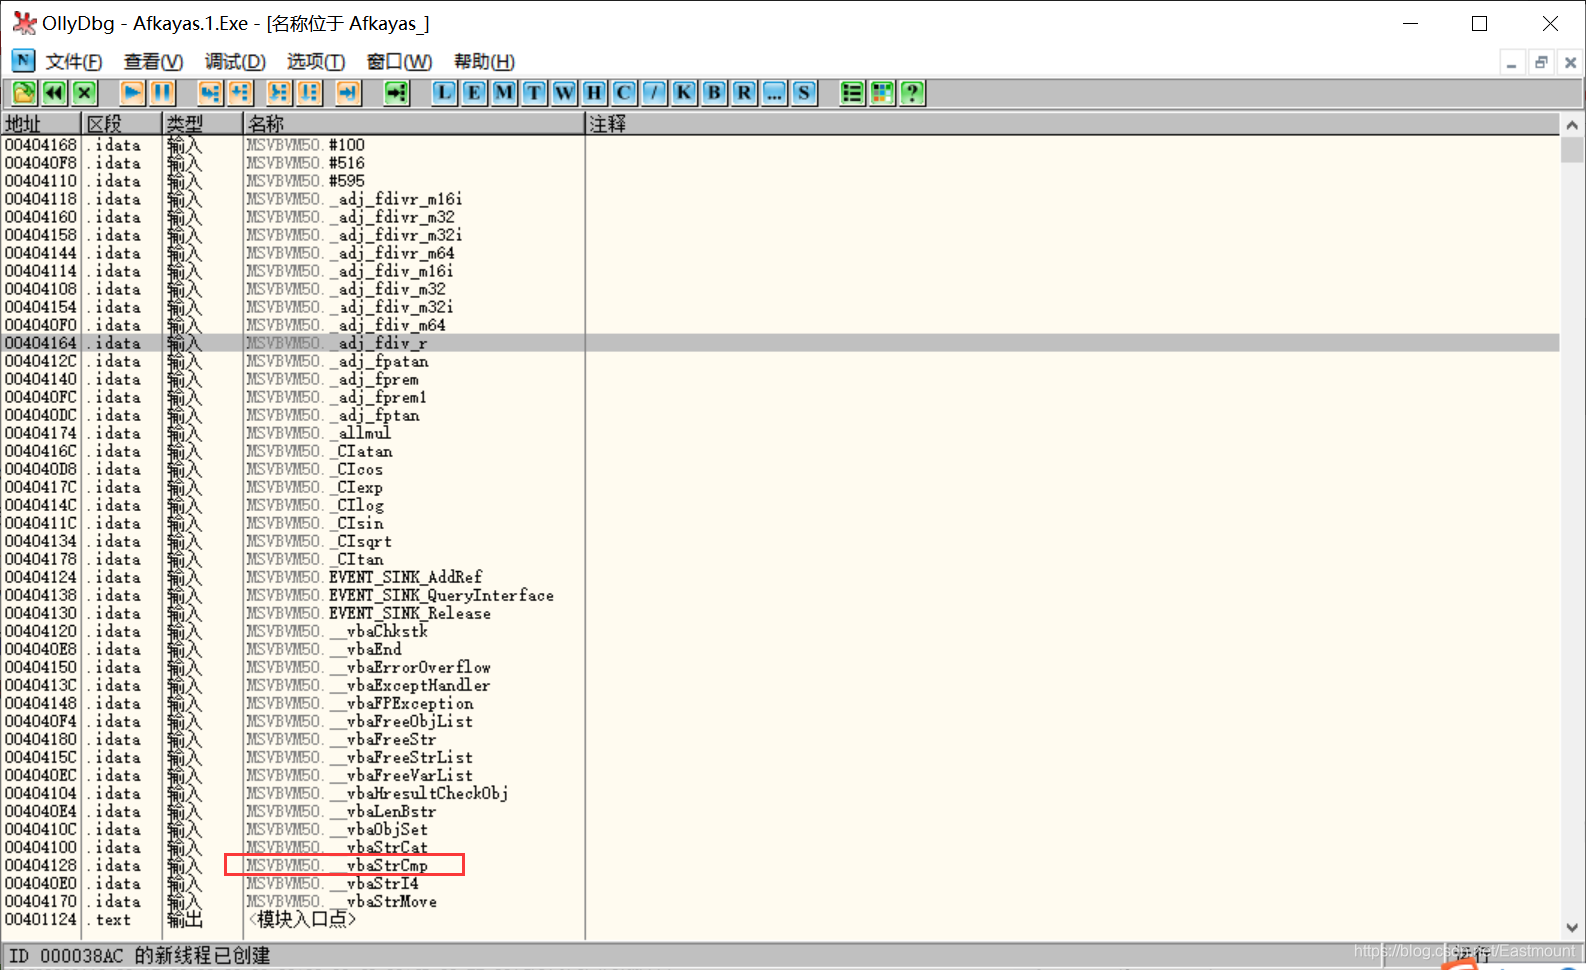 OllyDbg - Afkayas.1.Exe - [名称位于 Afkayas_]
N 文件(F) 查看(V) 调试(D) 选项(T) 窗口(W) 帮助(H)
L E M T W H C / K B R ... S ?
地址 区段 类型 名称 注释
00404168 .idata 输入 MSVBVM50.#100
004040F8 .idata 输入 MSVBVM50.#516
00404110 .idata 输入 MSVBVM50.#595
00404118 .idata 输入 MSVBVM50._adj_fdivr_m16i
00404160 .idata 输入 MSVBVM50._adj_fdivr_m32
00404158 .idata 输入 MSVBVM50._adj_fdivr_m32i
00404144 .idata 输入 MSVBVM50._adj_fdivr_m64
00404114 .idata 输入 MSVBVM50._adj_fdiv_m16i
00404108 .idata 输入 MSVBVM50._adj_fdiv_m32
00404154 .idata 输入 MSVBVM50._adj_fdiv_m32i
004040F0 .idata 输入 MSVBVM50._adj_fdiv_m64
00404164 .idata 输入 MSVBVM50._adj_fdiv_r
0040412C .idata 输入 MSVBVM50._adj_fpatan
00404140 .idata 输入 MSVBVM50._adj_fprem
004040FC .idata 输入 MSVBVM50._adj_fprem1
004040DC .idata 输入 MSVBVM50._adj_fptan
00404174 .idata 输入 MSVBVM50._allmul
0040416C .idata 输入 MSVBVM50._CIatan
004040D8 .idata 输入 MSVBVM50._CIcos
0040417C .idata 输入 MSVBVM50._CIexp
0040414C .idata 输入 MSVBVM50._CIlog
0040411C .idata 输入 MSVBVM50._CIsin
00404134 .idata 输入 MSVBVM50._CIsqrt
00404178 .idata 输入 MSVBVM50._CItan
00404124 .idata 输入 MSVBVM50.EVENT_SINK_AddRef
00404138 .idata 输入 MSVBVM50.EVENT_SINK_QueryInterface
00404130 .idata 输入 MSVBVM50.EVENT_SINK_Release
00404120 .idata 输入 MSVBVM50.__vbaChkstk
004040E8 .idata 输入 MSVBVM50.__vbaEnd
00404150 .idata 输入 MSVBVM50.__vbaErrorOverflow
0040413C .idata 输入 MSVBVM50.__vbaExceptHandler
00404148 .idata 输入 MSVBVM50.__vbaFPException
004040F4 .idata 输入 MSVBVM50.__vbaFreeObjList
00404180 .idata 输入 MSVBVM50.__vbaFreeStr
0040415C .idata 输入 MSVBVM50.__vbaFreeStrList
004040EC .idata 输入 MSVBVM50.__vbaFreeVarList
00404104 .idata 输入 MSVBVM50.__vbaHresultCheckObj
004040E4 .idata 输入 MSVBVM50.__vbaLenBstr
0040410C .idata 输入 MSVBVM50.__vbaObjSet
00404100 .idata 输入 MSVBVM50.__vbaStrCat
00404128 .idata 输入 MSVBVM50.__vbaStrCmp
004040E0 .idata 输入 MSVBVM50.__vbaStrI4
00404170 .idata 输入 MSVBVM50.__vbaStrMove
00401124 .text 输出 <模块入口点>
ID 000038AC 的新线程已创建 运行
https://blog.csdn.net/Eastmount